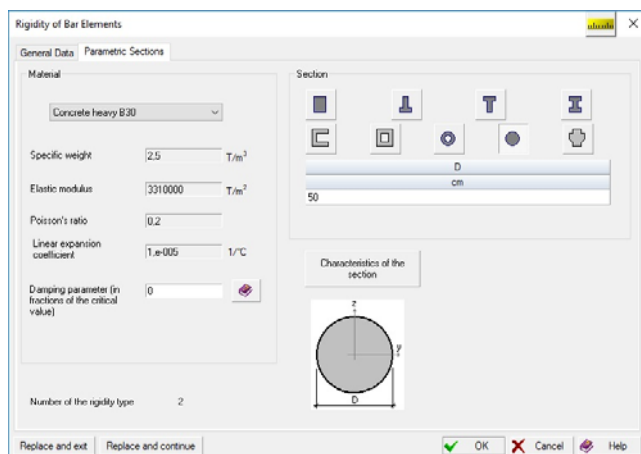 Rigidity of Bar Elements
General Data
Parametric Sections
Material
Concrete heavy B30
Specific weight 2,5 T/m³
Elastic modulus 3310000 T/m²
Poisson's ratio 0,2
Linear expansion
coefficient 1,e-005 1/°C
Damping parameter (in
fractions of the critical
value) 0
Number of the rigidity type 2
Section
D
cm
50
Characteristics of the
section
z
y
D
Replace and exit
Replace and continue
OK
Cancel
Help